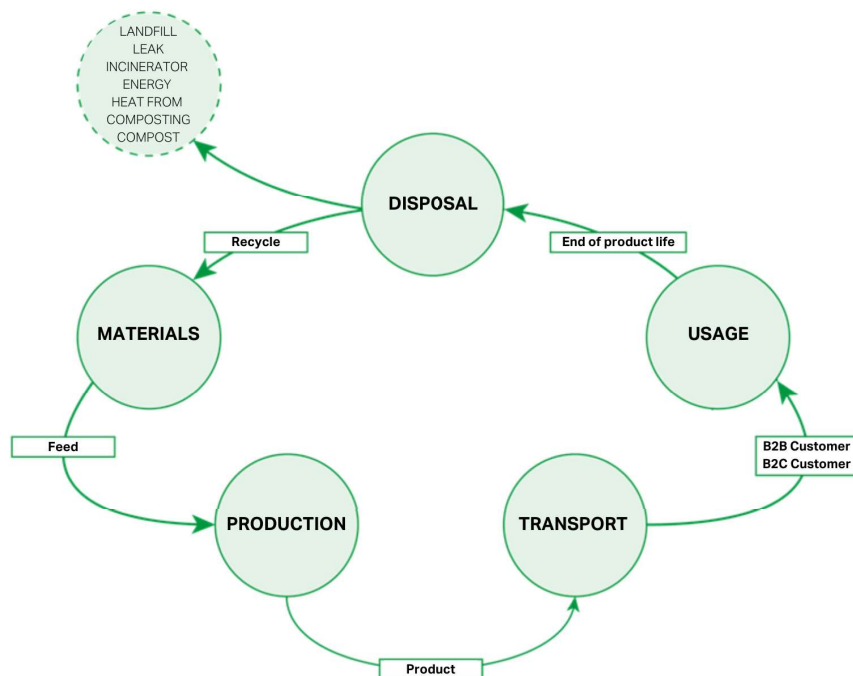 LANDFILL
LEAK
INCINERATOR
ENERGY
HEAT FROM
COMPOSTING
COMPOST
DISP0SAL
Recycle
End of product life
MATERIALS
USAGE
Feed
B2B Customer
B2C Customer
PRODUCTION
TRANSPORT
Product